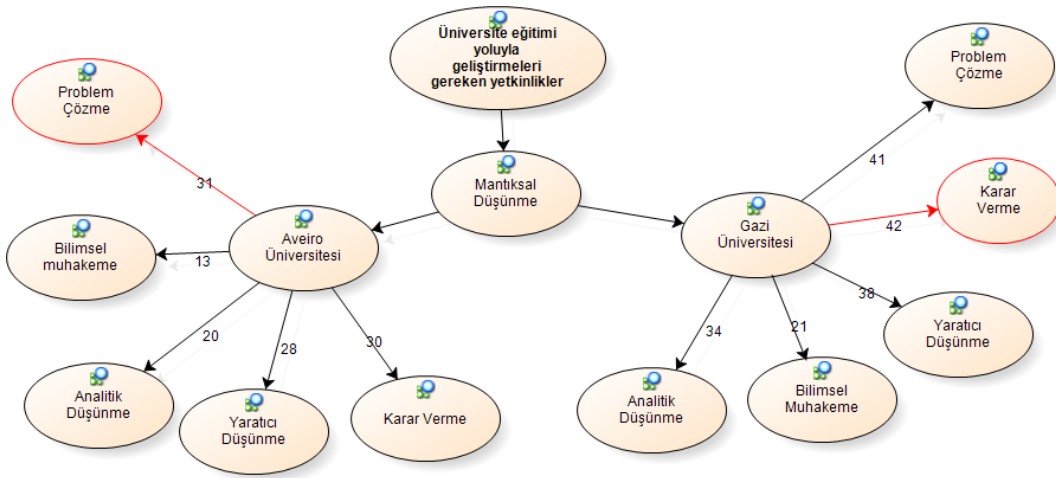 Üniversite eğitimi
yoluyla
geliştirmeleri
gereken yetkinlikler
Problem
Çözme
Problem
Çözme
31
41
Mantıksal
Düşünme
Karar
Verme
42
Aveiro
Üniversitesi
Gazi
Üniversitesi
Bilimsel
muhakeme
13
20
28
30
34
21
38
Yaratıcı
Düşünme
Analitik
Düşünme
Yaratıcı
Düşünme
Karar Verme
Analitik
Düşünme
Bilimsel
Muhakeme